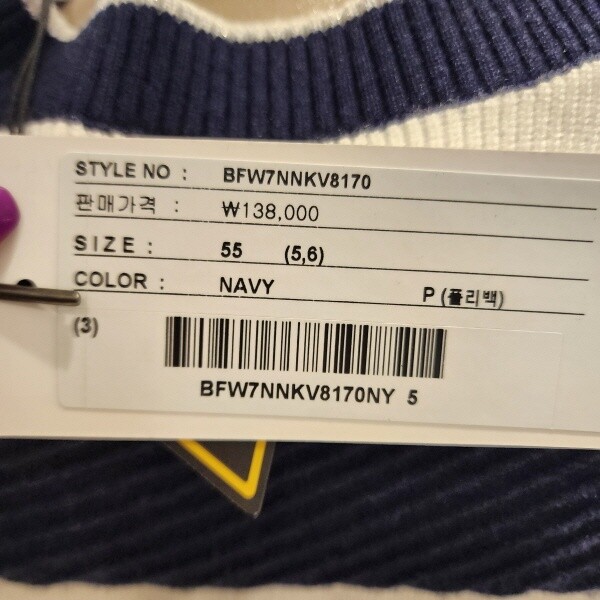 STYLE NO : BFW7NNKV8170
판매가격 : ₩138,000
SIZE : 55 (5,6)
COLOR : NAVY P (폴리백)
(3)
BFW7NNKV8170NY 5